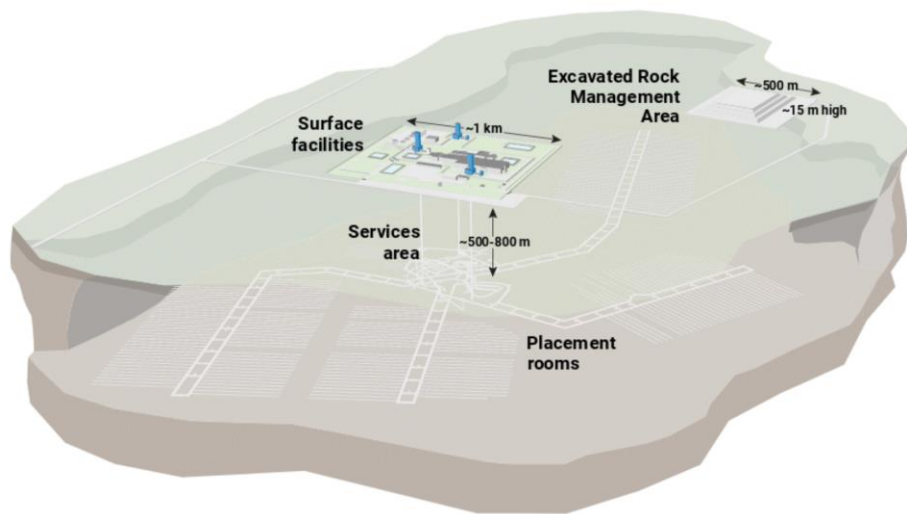 Excavated Rock
Management
Area
~500 m
~15 m high
Surface
facilities
~1 km
Services
area
~500-800 m
Placement
rooms